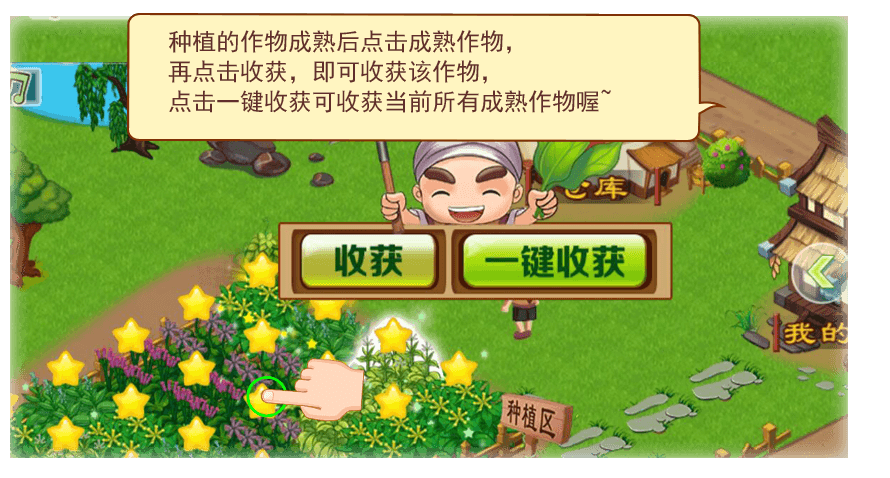 种植的作物成熟后点击成熟作物,
再点击收获，即可收获该作物，
点击一键收获可收获当前所有成熟作物喔~
仓库
收获
一键收获
我的
种植区